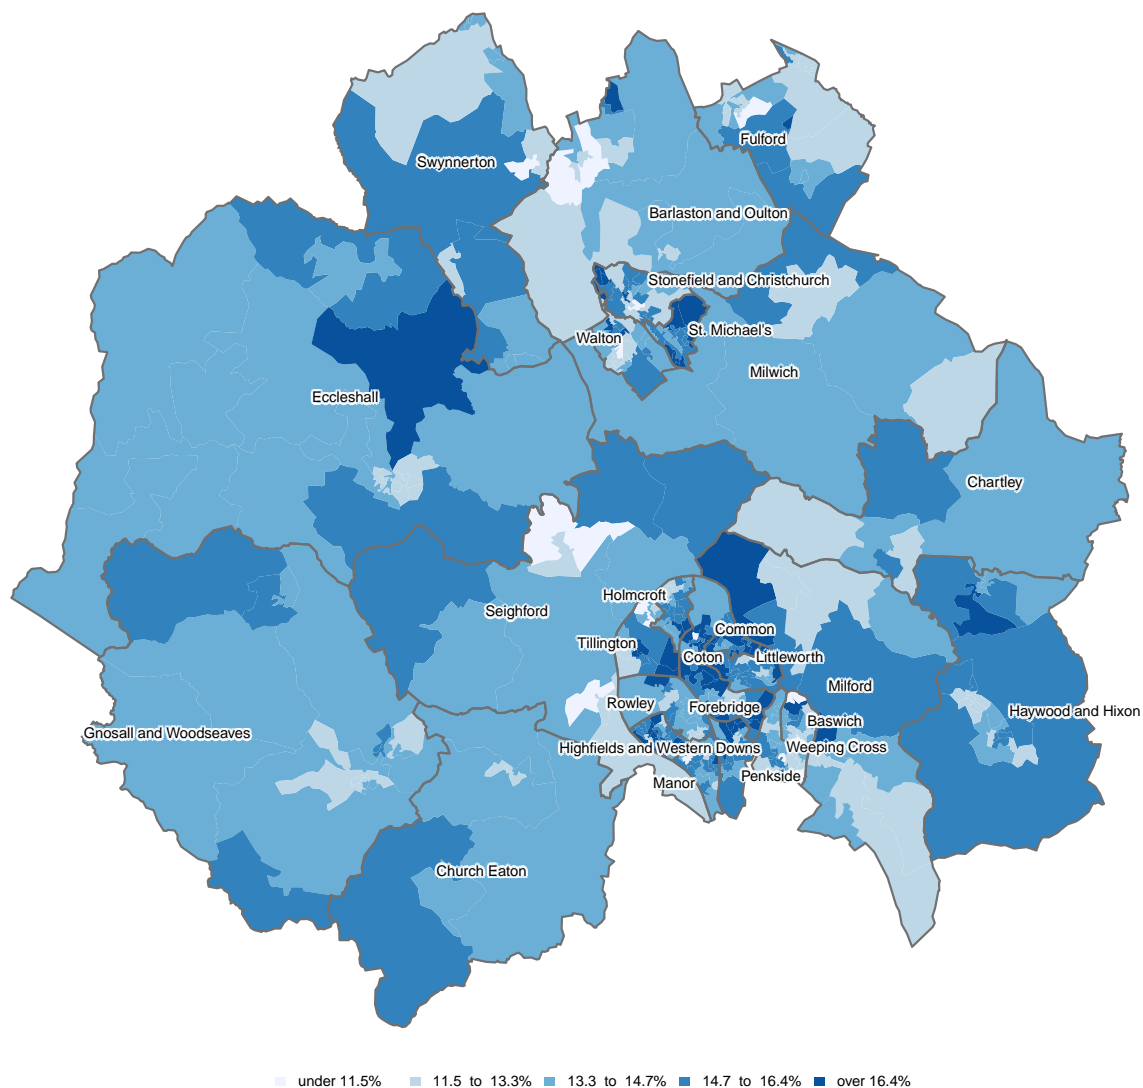 Fulford
Swynnerton
Barlaston and Oulton
Stonefield and Christchurch
St. Michael's
Walton
Milwich
Eccleshall
Chartley
Holmcroft
Seighford
Common
Tillington
Coton
Littleworth
Milford
Rowley
Forebridge
Haywood and Hixon
Baswich
Gnosall and Woodseaves
Highfields and Western Downs
Weeping Cross
Penkside
Manor
Church Eaton
under 11.5% 11.5 to 13.3% 13.3 to 14.7% 14.7 to 16.4% over 16.4%